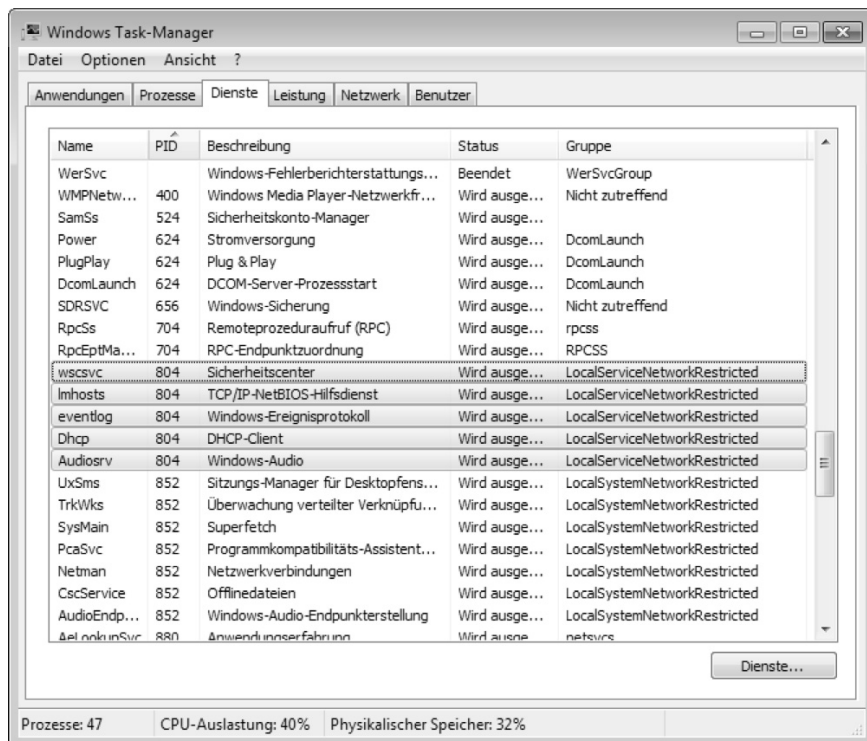 Windows Task-Manager
Datei Optionen Ansicht ?
Anwendungen Prozesse Dienste Leistung Netzwerk Benutzer
Name PID Beschreibung Status Gruppe
WerSvc Windows-Fehlerberichterstattungs... Beendet WerSvcGroup
WMPNetw... 400 Windows Media Player-Netzwerkfr... Wird ausge... Nicht zutreffend
SamSs 524 Sicherheitskonto-Manager Wird ausge...
Power 624 Stromversorgung Wird ausge... DcomLaunch
PlugPlay 624 Plug & Play Wird ausge... DcomLaunch
DcomLaunch 624 DCOM-Server-Prozessstart Wird ausge... DcomLaunch
SDRSVC 656 Windows-Sicherung Wird ausge... Nicht zutreffend
RpcSs 704 Remoteprozeduraufruf (RPC) Wird ausge... rpcss
RpcEptMa... 704 RPC-Endpunktzuordnung Wird ausge... RPCSS
wscsvc 804 Sicherheitscenter Wird ausge... LocalServiceNetworkRestricted
lmhosts 804 TCP/IP-NetBIOS-Hilfsdienst Wird ausge... LocalServiceNetworkRestricted
eventlog 804 Windows-Ereignisprotokoll Wird ausge... LocalServiceNetworkRestricted
Dhcp 804 DHCP-Client Wird ausge... LocalServiceNetworkRestricted
Audiosrv 804 Windows-Audio Wird ausge... LocalServiceNetworkRestricted
UxSms 852 Sitzungs-Manager für Desktopfens... Wird ausge... LocalSystemNetworkRestricted
TrkWks 852 Überwachung verteilter Verknüpfu... Wird ausge... LocalSystemNetworkRestricted
SysMain 852 Superfetch Wird ausge... LocalSystemNetworkRestricted
PcaSvc 852 Programmkompatibilitäts-Assistent... Wird ausge... LocalSystemNetworkRestricted
Netman 852 Netzwerkverbindungen Wird ausge... LocalSystemNetworkRestricted
CscService 852 Offlinedateien Wird ausge... LocalSystemNetworkRestricted
AudioEndp... 852 Windows-Audio-Endpunkterstellung Wird ausge... LocalSystemNetworkRestricted
AeLookupSvc 880 Anwendungserfahrung Wird ausge... netsvcs
Dienste...
Prozesse: 47 CPU-Auslastung: 40% Physikalischer Speicher: 32%